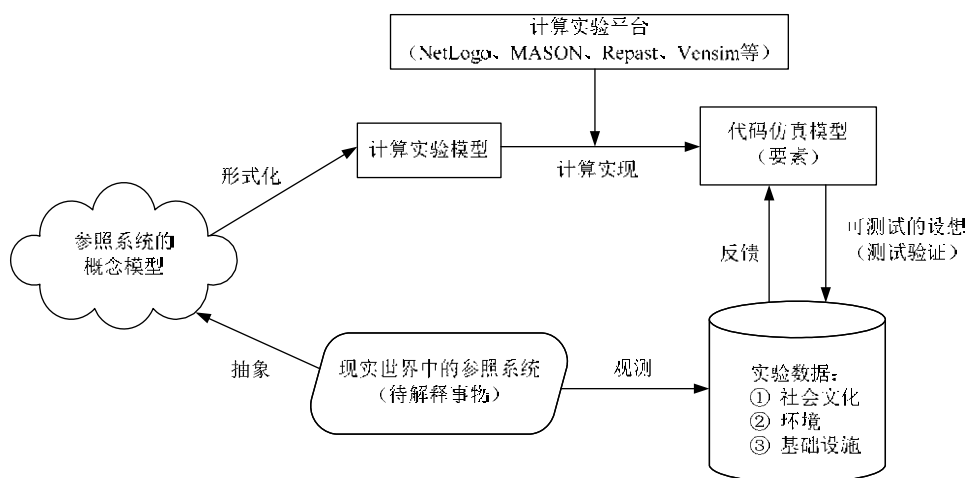 计算实验平台
（NetLogo、MASON、Repast、Vensim等）
计算实验模型
代码仿真模型
（要素）
形式化
计算实现
参照系统的
概念模型
反馈
可测试的设想
（测试验证）
抽象
现实世界中的参照系统
（待解释事物）
观测
实验数据：
① 社会文化
② 环境
③ 基础设施